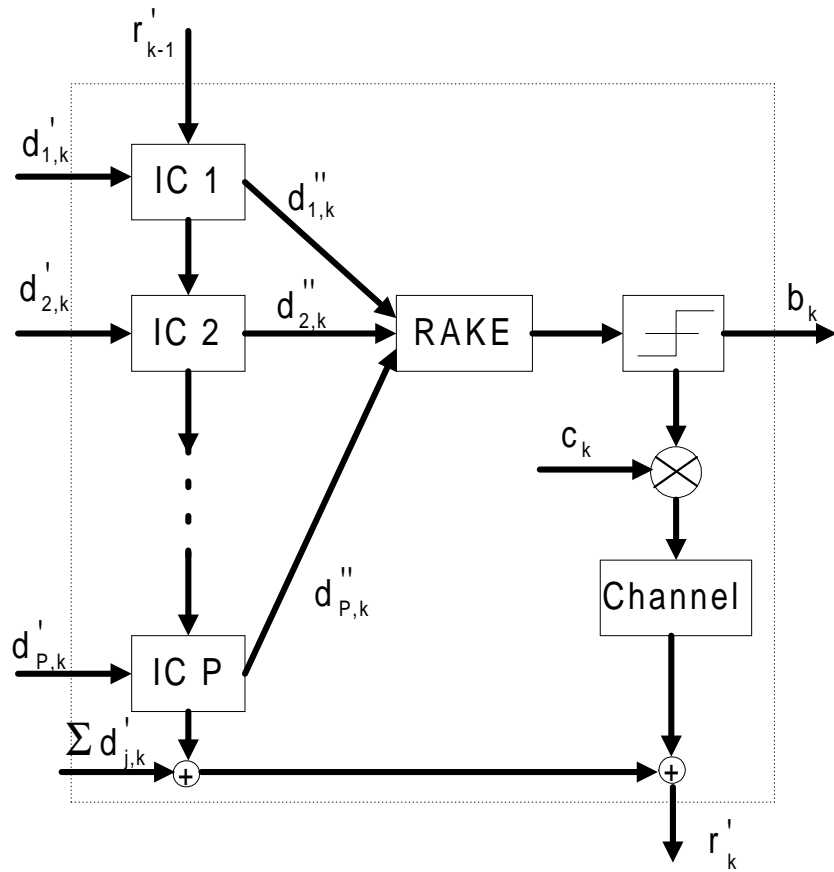 r'k-1
d'1,k
IC 1
d''1,k
d'2,k
IC 2
d''2,k
RAKE
bk
ck
Channel
d''P,k
d'P,k
IC P
Σ d'j,k
+
+
r'k